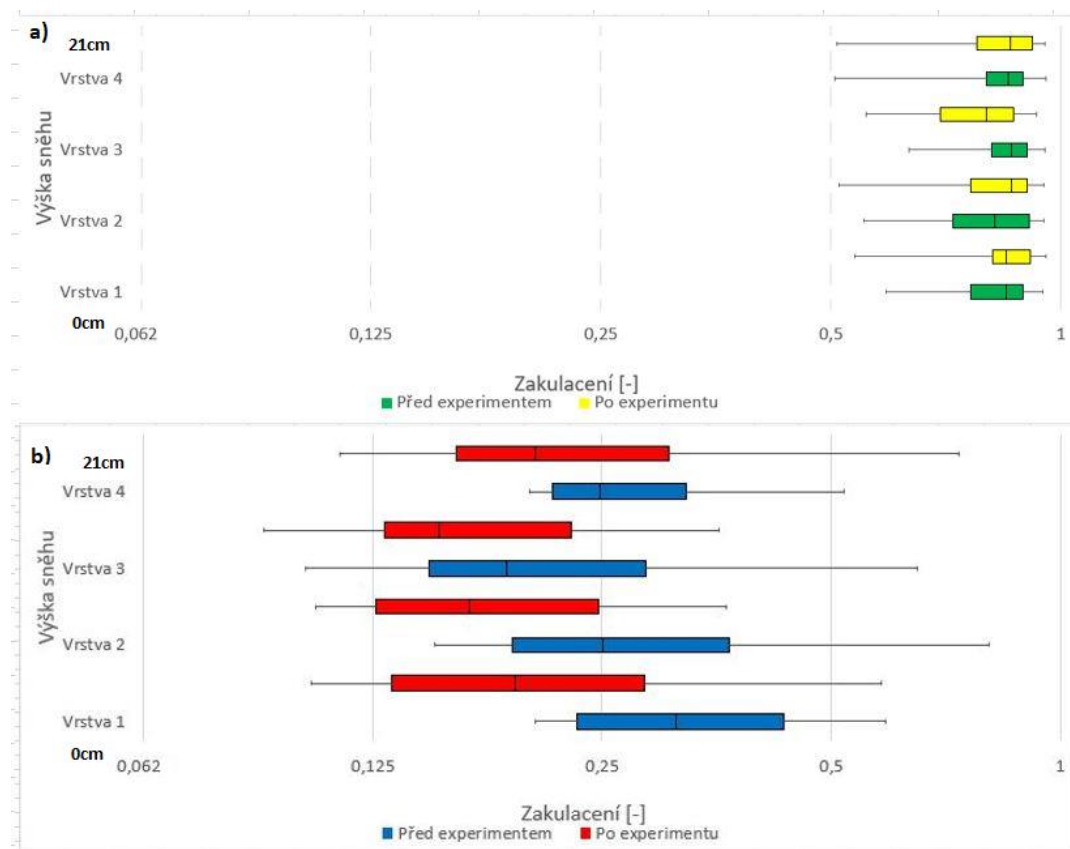 a)
21cm
Vrstva 4
Vrstva 3
Výška sněhu
Vrstva 2
Vrstva 1
0cm
0,062 0,125 0,25 0,5 1
Zakulacení [-]
Před experimentem Po experimentu
b)
21cm
Vrstva 4
Vrstva 3
Výška sněhu
Vrstva 2
Vrstva 1
0cm
0,062 0,125 0,25 0,5 1
Zakulacení [-]
Před experimentem Po experimentu